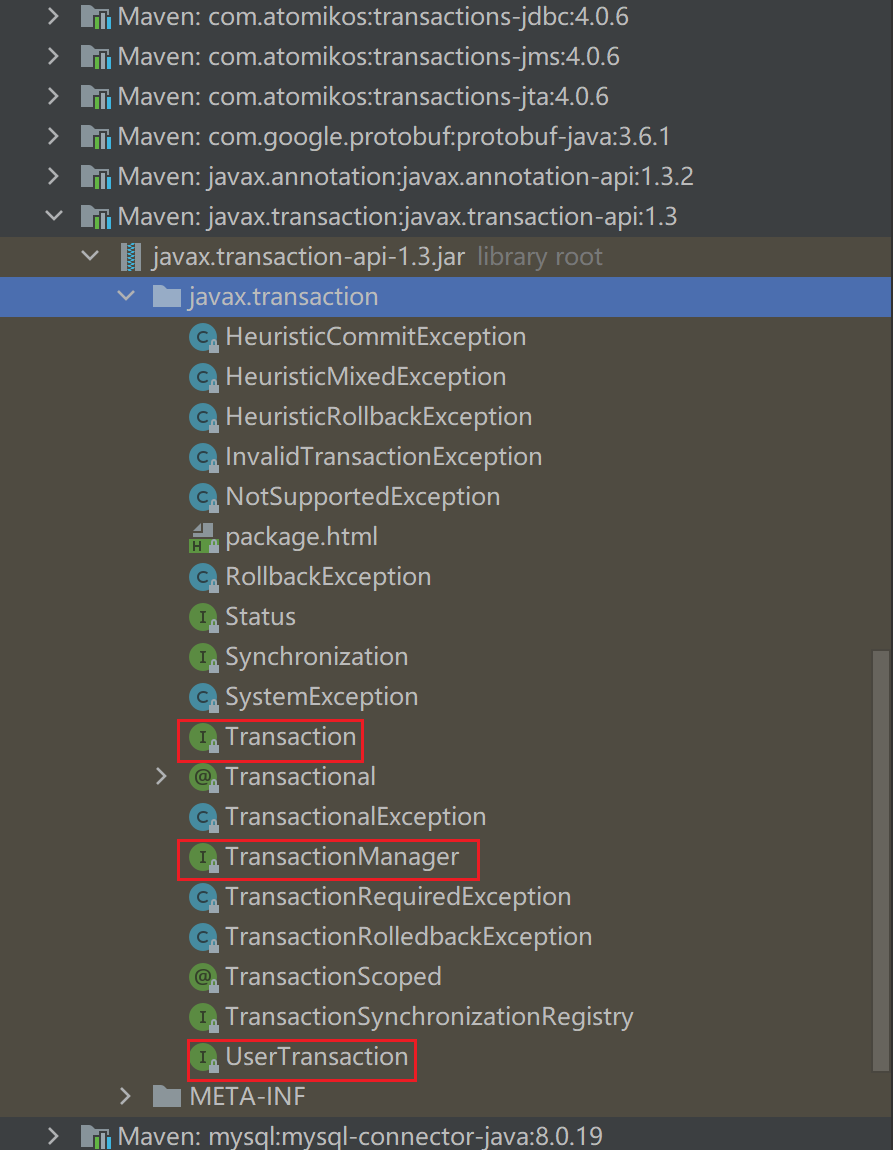 Maven: com.atomikos:transactions-jdbc:4.0.6
Maven: com.atomikos:transactions-jms:4.0.6
Maven: com.atomikos:transactions-jta:4.0.6
Maven: com.google.protobuf:protobuf-java:3.6.1
Maven: javax.annotation:javax.annotation-api:1.3.2
Maven: javax.transaction:javax.transaction-api:1.3
javax.transaction-api-1.3.jar library root
javax.transaction
C HeuristicCommitException
C HeuristicMixedException
C HeuristicRollbackException
C InvalidTransactionException
C NotSupportedException
H package.html
C RollbackException
I Status
I Synchronization
C SystemException
I Transaction
@ Transactional
C TransactionalException
I TransactionManager
C TransactionRequiredException
C TransactionRolledbackException
@ TransactionScoped
I TransactionSynchronizationRegistry
I UserTransaction
META-INF
Maven: mysql:mysql-connector-java:8.0.19